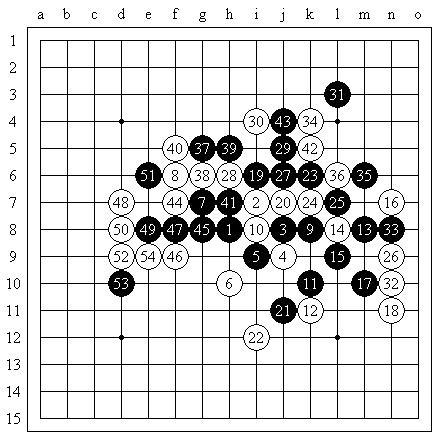 a b c d e f g h i j k l m n o
1
2
3 31
4 30 43 34
5 40 37 39 29 42
6 51 8 38 28 19 27 23 36 35
7 48 44 7 41 2 20 24 25 16
8 50 49 47 45 1 10 3 9 14 13 33
9 52 54 46 5 4 15 26
10 53 6 11 17 32
11 21 12 18
12 22
13
14
15